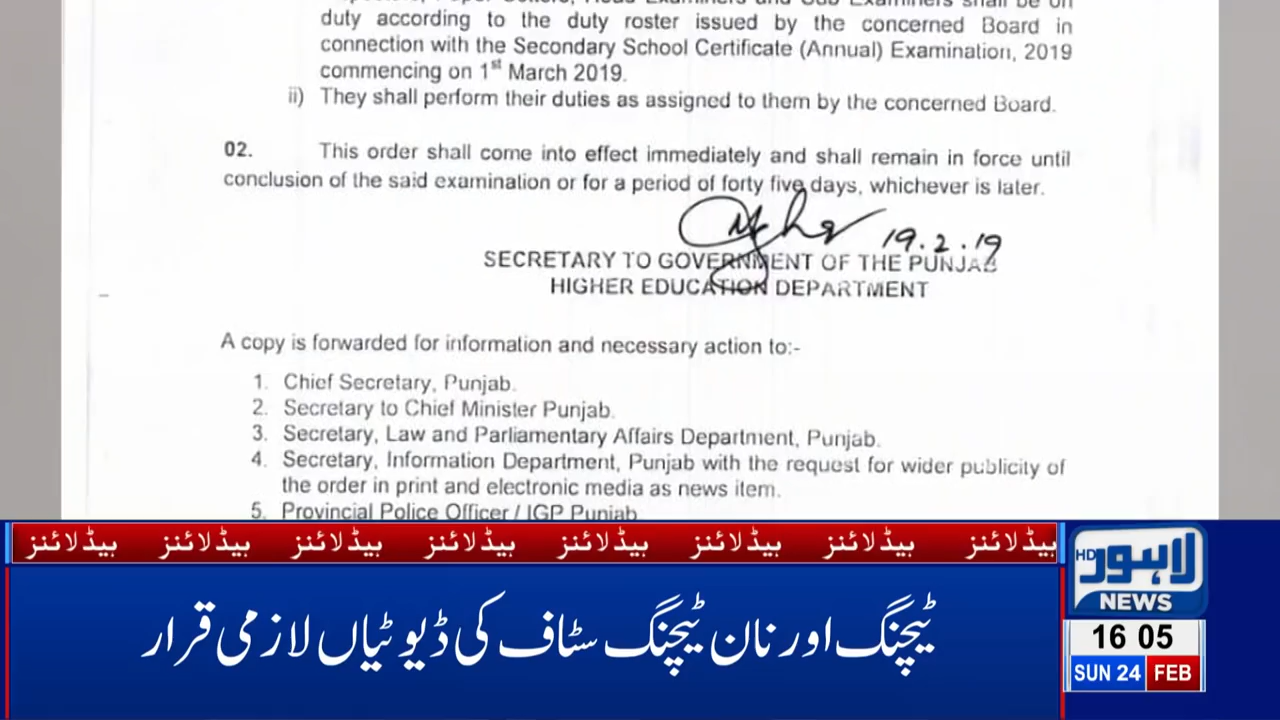 duty according to the duty roster issued by the concerned Board in
connection with the Secondary School Certificate (Annual) Examination, 2019
commencing on 1st March 2019.
ii) They shall perform their duties as assigned to them by the concerned Board.
02. This order shall come into effect immediately and shall remain in force until
conclusion of the said examination or for a period of forty five days, whichever is later.
19.2.19
SECRETARY TO GOVERNMENT OF THE PUNJAB
HIGHER EDUCATION DEPARTMENT
A copy is forwarded for information and necessary action to:-
1. Chief Secretary, Punjab.
2. Secretary to Chief Minister Punjab.
3. Secretary, Law and Parliamentary Affairs Department, Punjab.
4. Secretary, Information Department, Punjab with the request for wider publicity of
the order in print and electronic media as news item.
5. Provincial Police Officer / IGP Punjab
ہیڈلائنز ہیڈلائنز ہیڈلائنز ہیڈلائنز ہیڈلائنز ہیڈلائنز ہیڈلائنز ہیڈلائنز
ٹیچنگ اور نان ٹیچنگ سٹاف کی ڈیوٹیاں لازمی قرار
لاہور HD
NEWS
16 05
SUN 24 FEB